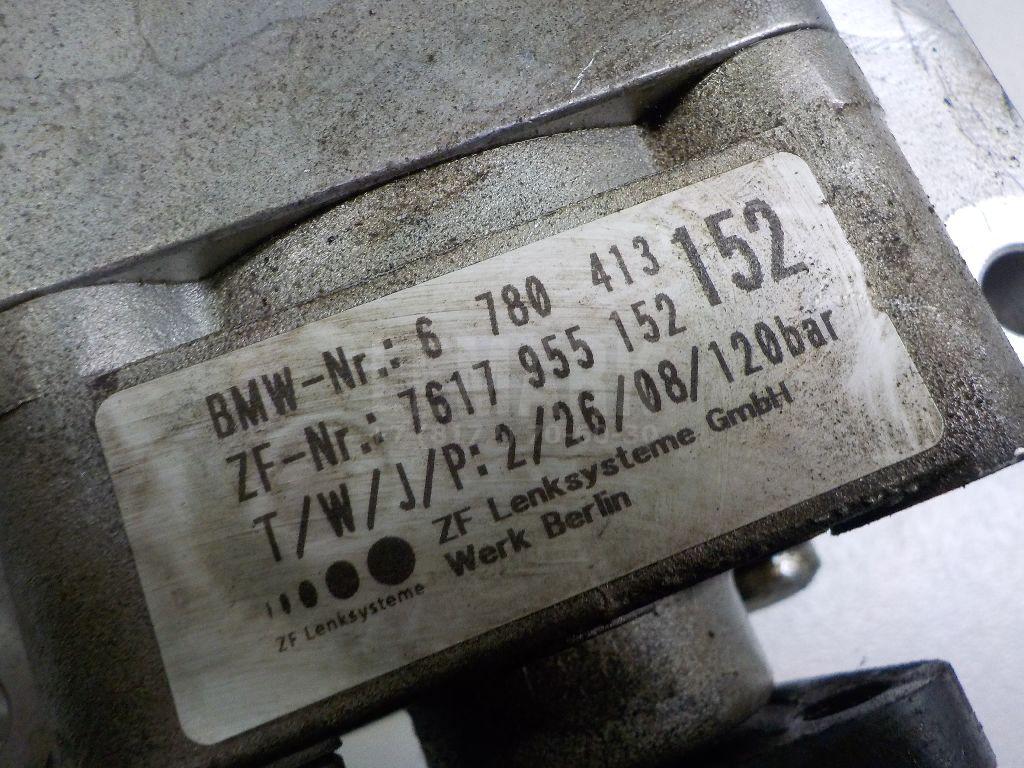 BMW-Nr.: 6 780 413
152
ZF-Nr.: 7617 955 152
T/W/J/P: 2/26/08/120bar
ZF Lenksysteme GmbH
Werk Berlin
ZF Lenksysteme